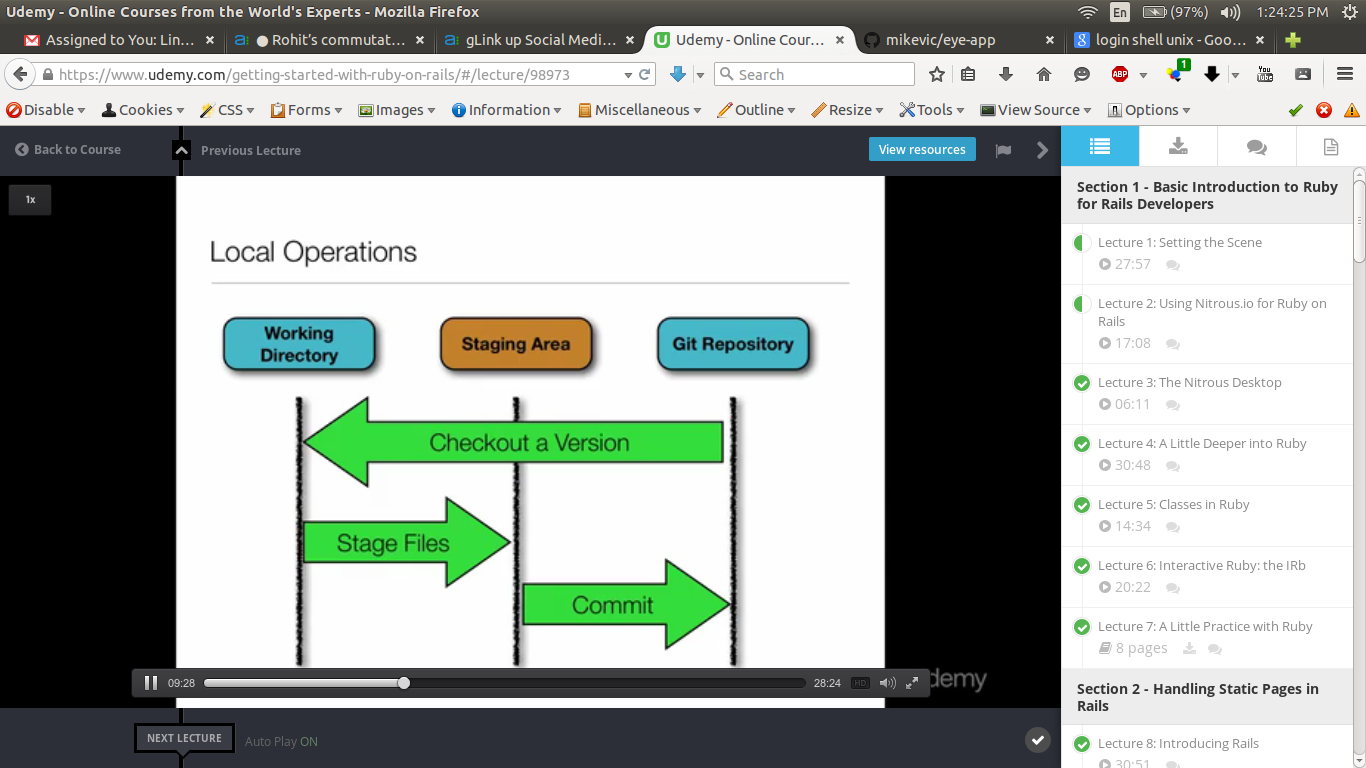 Udemy - Online Courses from the World's Experts - Mozilla Firefox
En
(97%)
1:24:25 PM
Assigned to You: Lin...
● Rohit's commutat...
gLink up Social Medi...
Udemy - Online Cour...
mikevic/eye-app
login shell unix - Goo...
https://www.udemy.com/getting-started-with-ruby-on-rails/#/lecture/98973
Search
ABP
1
You
Tube
Disable
Cookies
CSS
Forms
Images
Information
Miscellaneous
Outline
Resize
Tools
View Source
Options
Back to Course
Previous Lecture
View resources
1x
Local Operations
Working
Directory
Staging Area
Git Repository
Checkout a Version
Stage Files
Commit
09:28
28:24
HD
demy
NEXT LECTURE
Auto Play ON
Section 1 - Basic Introduction to Ruby
for Rails Developers
Lecture 1: Setting the Scene
27:57
Lecture 2: Using Nitrous.io for Ruby on
Rails
17:08
Lecture 3: The Nitrous Desktop
06:11
Lecture 4: A Little Deeper into Ruby
30:48
Lecture 5: Classes in Ruby
14:34
Lecture 6: Interactive Ruby: the IRb
20:22
Lecture 7: A Little Practice with Ruby
8 pages
Section 2 - Handling Static Pages in
Rails
Lecture 8: Introducing Rails
30:51